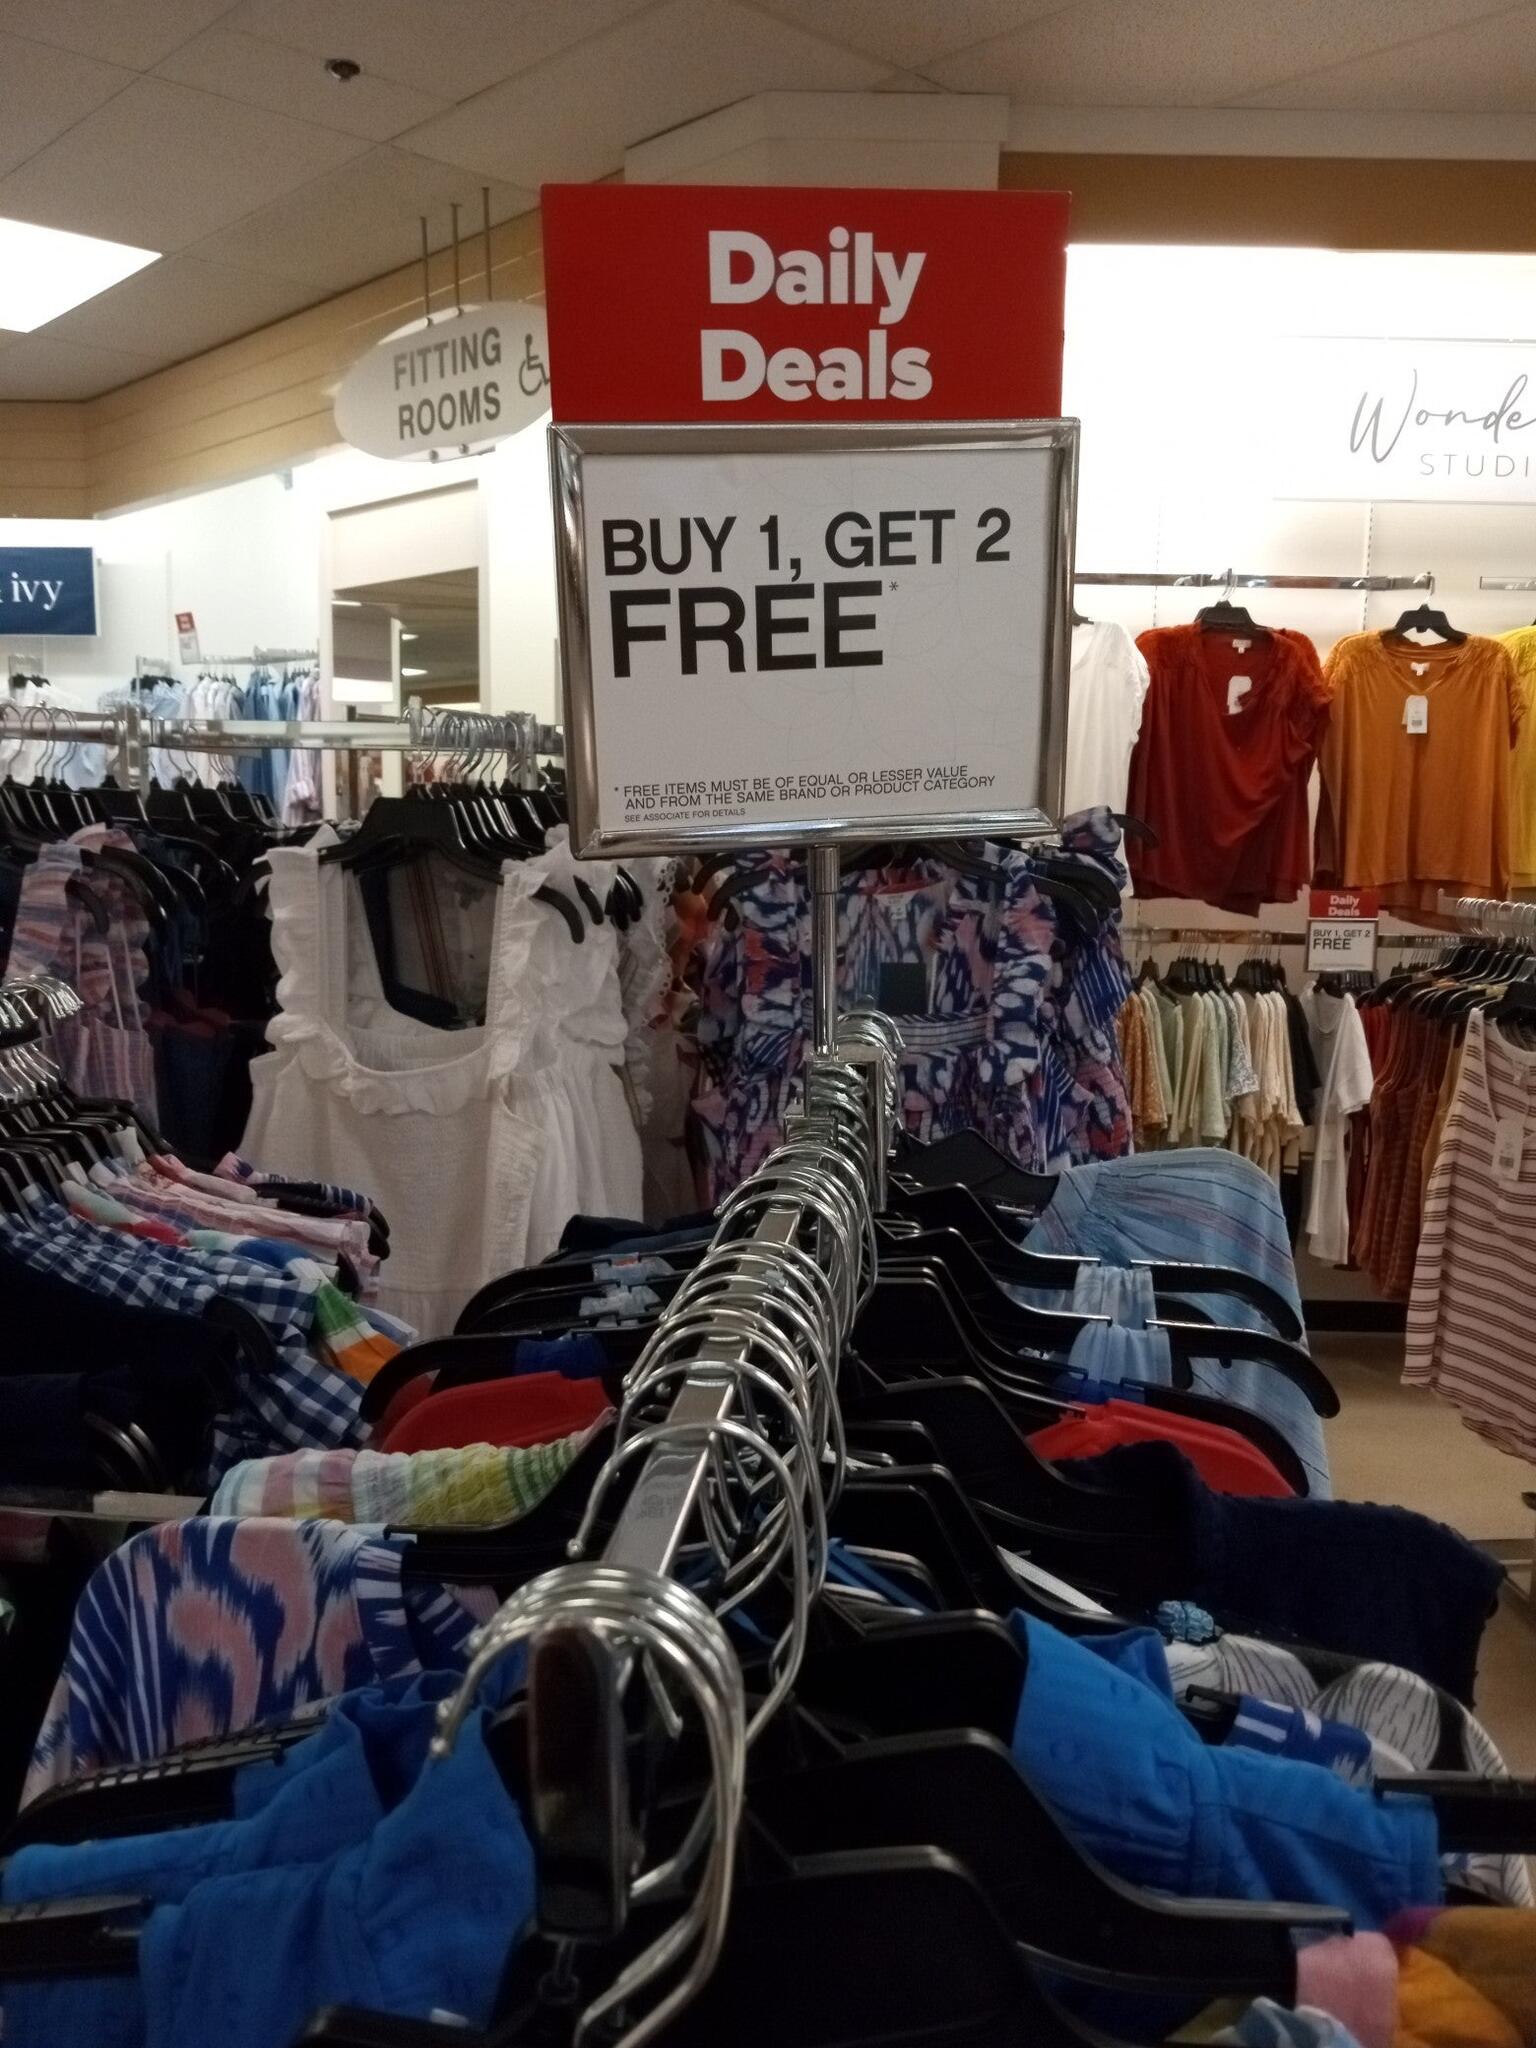 Daily
Deals
FITTING
ROOMS
BUY 1, GET 2
FREE*
* FREE ITEMS MUST BE OF EQUAL OR LESSER VALUE
AND FROM THE SAME BRAND OR PRODUCT CATEGORY
SEE ASSOCIATE FOR DETAILS
ivy
STUDI
Daily
Deals
BUY 1, GET 2
FREE